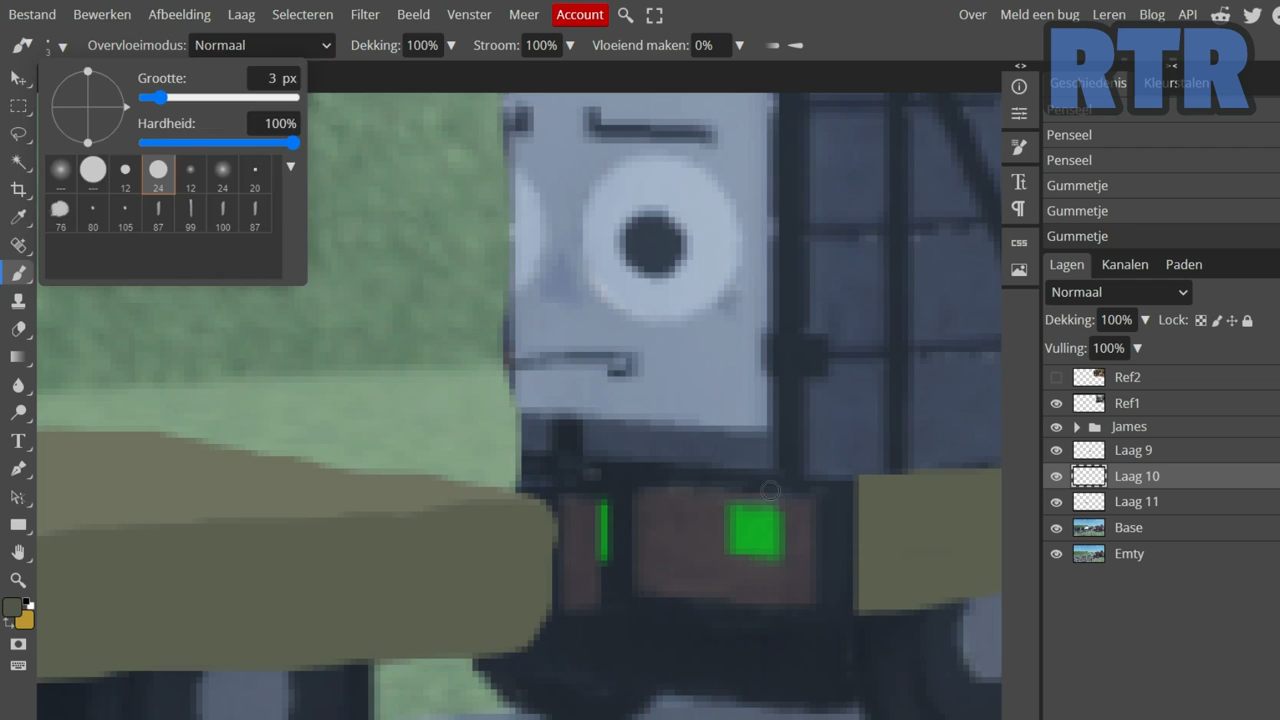 Bestand Bewerken Afbeelding Laag Selecteren Filter Beeld Venster Meer Account Over Meld een bug Leren Blog API
3 Overvloeimodus: Normaal Dekking: 100% Stroom: 100% Vloeiend maken: 0%
RTR
Grootte: 3 px
Hardheid: 100%
--- --- 12 24 12 24 20
76 80 105 87 99 100 87
Geschiedenis Kleurstalen
Penseel
Penseel
Penseel
Gummetje
Gummetje
Gummetje
CSS
Lagen Kanalen Paden
Normaal
Dekking: 100% Lock:
Vulling: 100%
Ref2
Ref1
James
Laag 9
Laag 10
Laag 11
Base
Emty